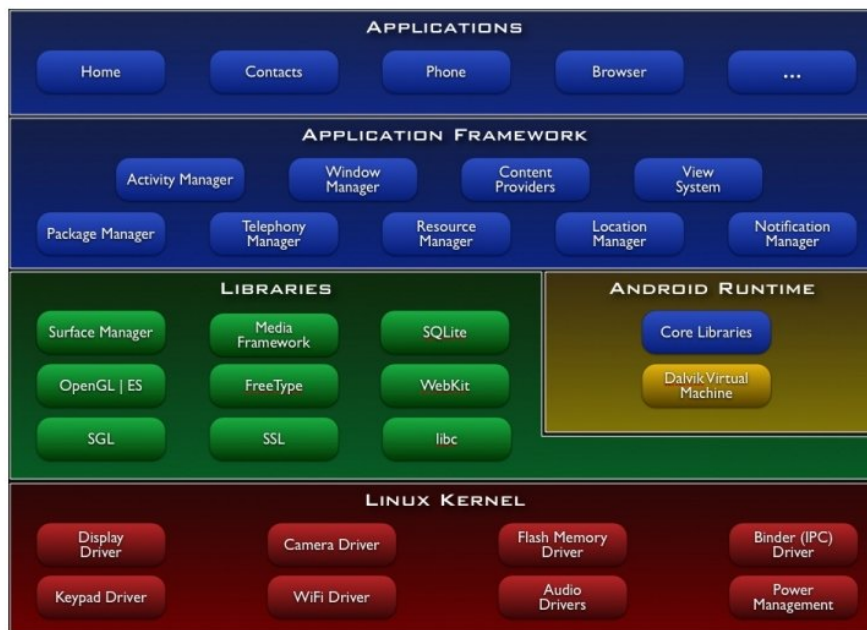 APPLICATIONS
Home Contacts Phone Browser ...
APPLICATION FRAMEWORK
Activity Manager Window Manager Content Providers View System
Package Manager Telephony Manager Resource Manager Location Manager Notification Manager
LIBRARIES ANDROID RUNTIME
Surface Manager Media Framework SQLite Core Libraries
OpenGL | ES FreeType WebKit Dalvik Virtual Machine
SGL SSL libc
LINUX KERNEL
Display Driver Camera Driver Flash Memory Driver Binder (IPC) Driver
Keypad Driver WiFi Driver Audio Drivers Power Management